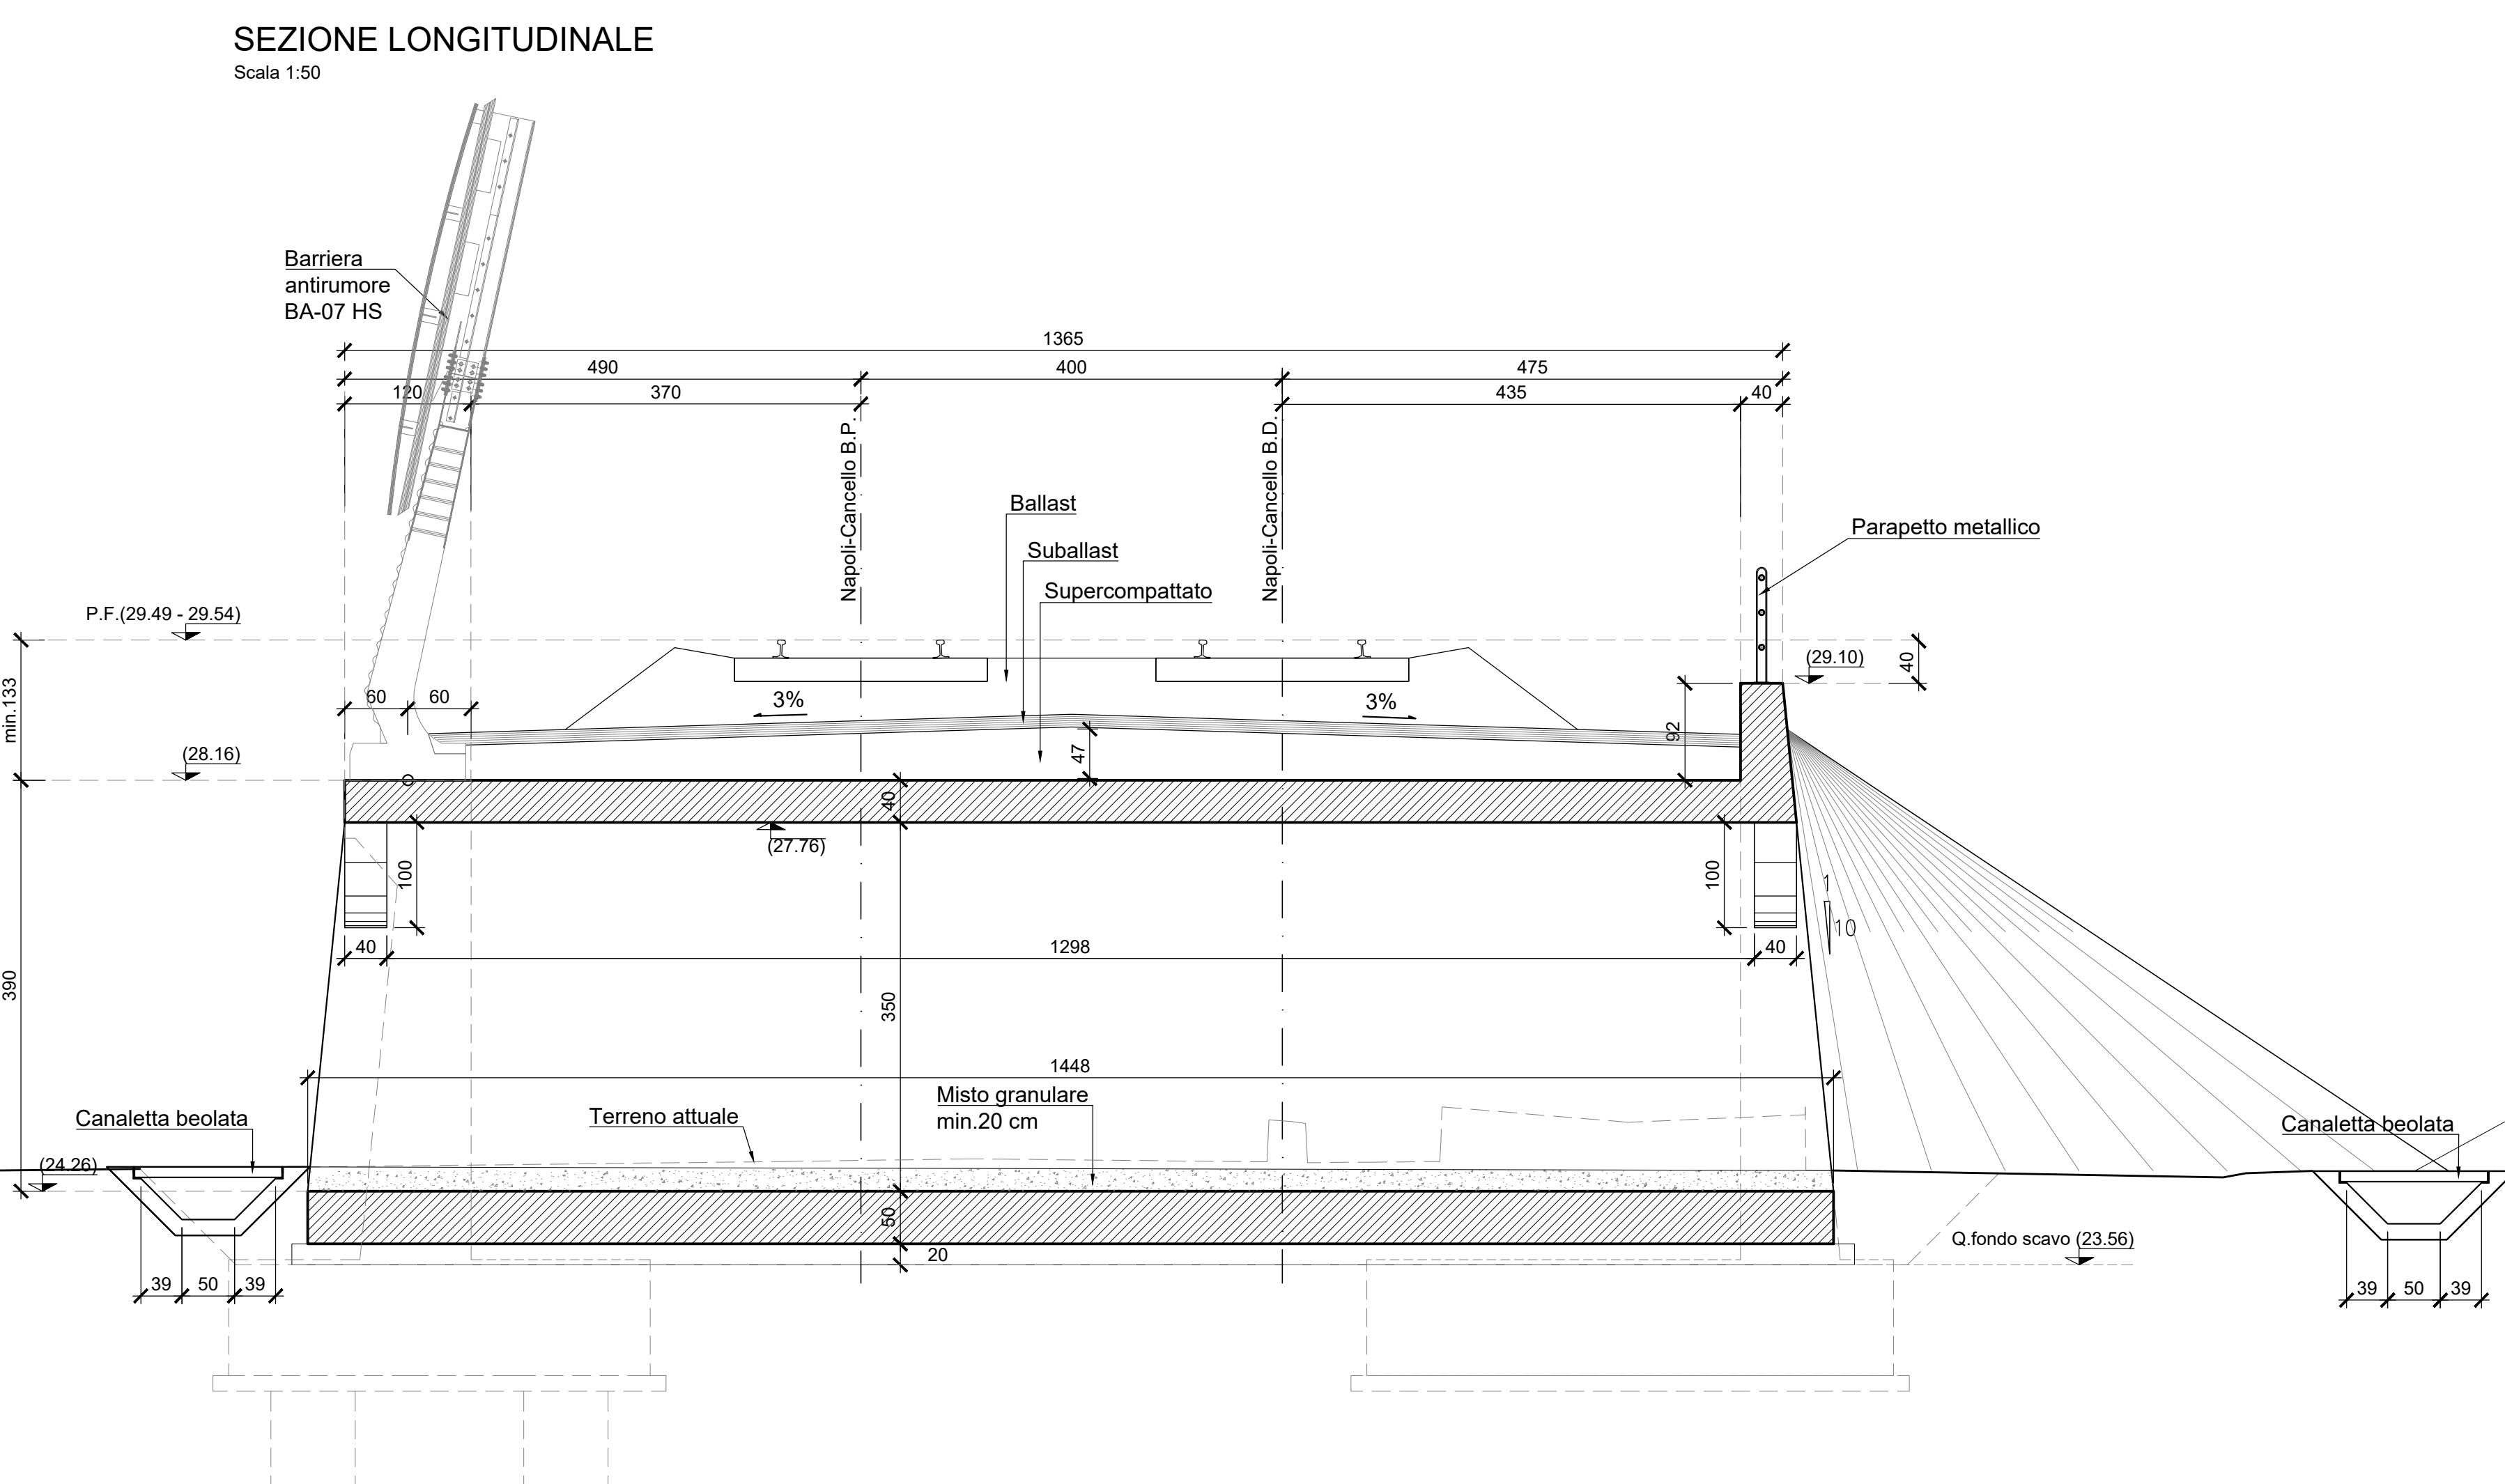 SEZIONE LONGITUDINALE
Scala 1:50
Barriera
antirumore
BA-07 HS
1365
490
400
475
120
370
435
40
Napoli-Cancello B.P.
Napoli-Cancello B.D.
Ballast
Suballast
Supercompattato
Parapetto metallico
P.F.(29.49 - 29.54)
(29.10)
40
min.133
60
60
3%
3%
92
47
(28.16)
40
(27.76)
100
100
1
10
40
1298
40
390
350
1448
Misto granulare
min.20 cm
Terreno attuale
Canaletta beolata
Canaletta beolata
(24.26)
50
20
Q.fondo scavo (23.56)
39
50
39
39
50
39